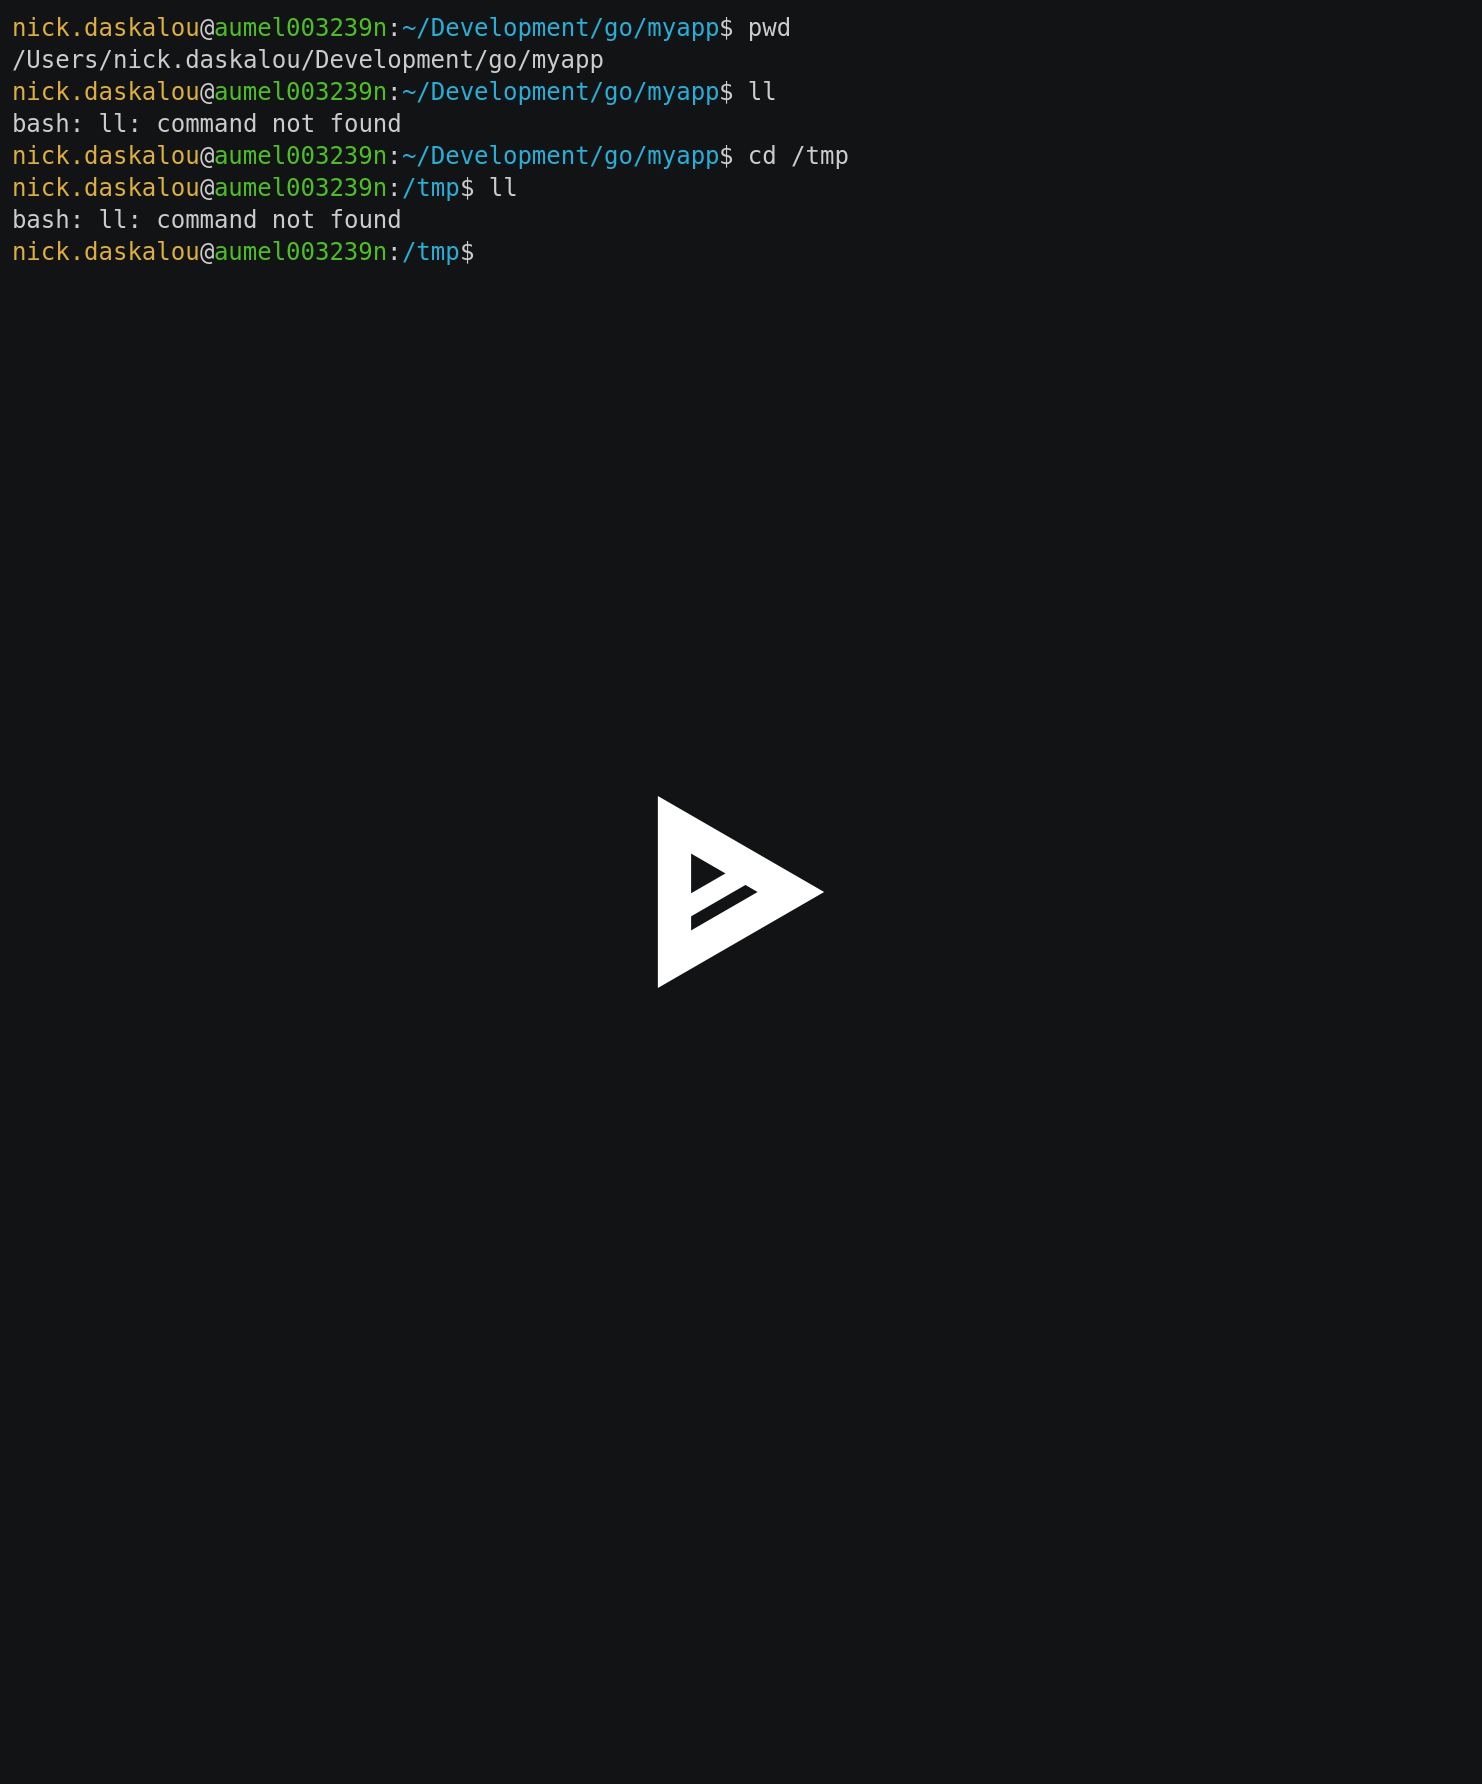 nick.daskalou@aumel003239n:~/Development/go/myapp$ pwd
/Users/nick.daskalou/Development/go/myapp
nick.daskalou@aumel003239n:~/Development/go/myapp$ ll
bash: ll: command not found
nick.daskalou@aumel003239n:~/Development/go/myapp$ cd /tmp
nick.daskalou@aumel003239n:/tmp$ ll
bash: ll: command not found
nick.daskalou@aumel003239n:/tmp$